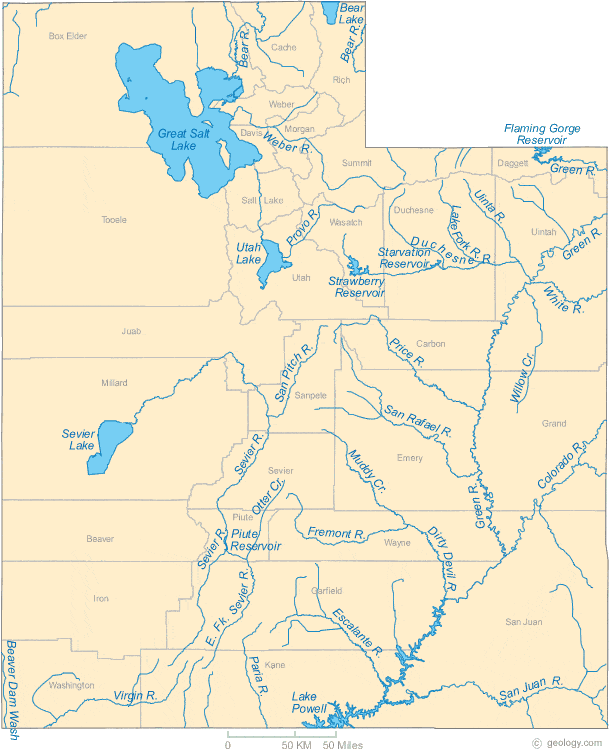 Bear
Lake
Box Elder
Bear R.
Cache
Bear R.
Rich
Weber
Great Salt
Lake
Davis
Morgan
Weber R.
Summit
Flaming Gorge
Reservoir
Daggett
Green R.
Tooele
Salt Lake
Provo R.
Wasatch
Duchesne
Lake Fork R.
Uinta R.
Uintah
Green R.
Utah
Lake
Utah
Duchesne R.
Starvation
Reservoir
Strawberry
Reservoir
White R.
Juab
Carbon
Price R.
Willow Cr.
San Pitch R.
Millard
Sanpete
San Rafael R.
Grand
Sevier
Lake
Sevier R.
Emery
Muddy Cr.
Colorado R.
Sevier
Otter Cr.
Green R.
Piute
Piute
Reservoir
Sevier R.
Fremont R.
Wayne
Dirty Devil R.
Beaver
Iron
E. Fk. Sevier R.
Garfield
Escalante R.
San Juan
Beaver Dam Wash
Washington
Virgin R.
Kane
Paria R.
Lake
Powell
San Juan R.
0 50 KM 50 Miles
© geology.com